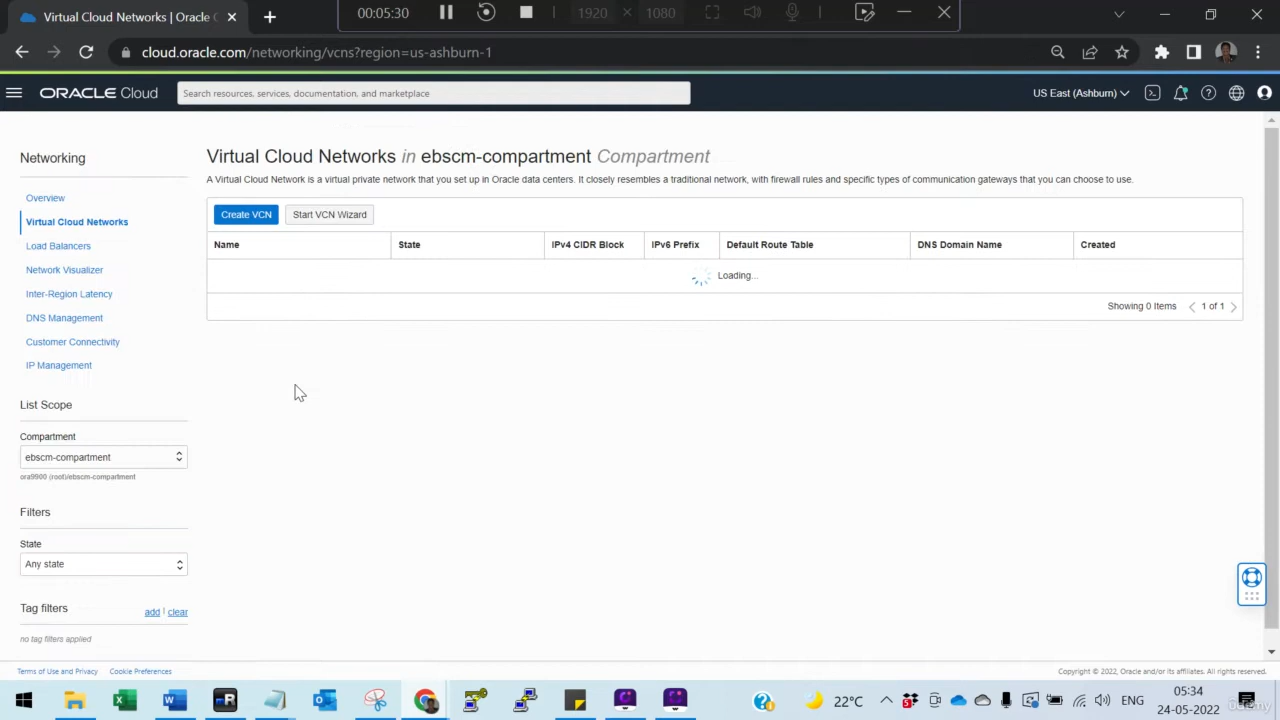 Virtual Cloud Networks | Oracle C
00:05:30
1920 × 1080
cloud.oracle.com/networking/vcns?region=us-ashburn-1
ORACLE Cloud
Search resources, services, documentation, and marketplace
US East (Ashburn)
Networking
Overview
Virtual Cloud Networks
Load Balancers
Network Visualizer
Inter-Region Latency
DNS Management
Customer Connectivity
IP Management
List Scope
Compartment
ebscm-compartment
ora9900 (root)/ebscm-compartment
Filters
State
Any state
Tag filters
add | clear
no tag filters applied
Virtual Cloud Networks in ebscm-compartment Compartment
A Virtual Cloud Network is a virtual private network that you set up in Oracle data centers. It closely resembles a traditional network, with firewall rules and specific types of communication gateways that you can choose to use.
Create VCN Start VCN Wizard
Name State IPv4 CIDR Block IPv6 Prefix Default Route Table DNS Domain Name Created
Loading...
Showing 0 Items < 1 of 1 >
Terms of Use and Privacy Cookie Preferences
Copyright © 2022, Oracle and/or its affiliates. All rights reserved.
22°C
ENG
05:34
24-05-2022
udemy